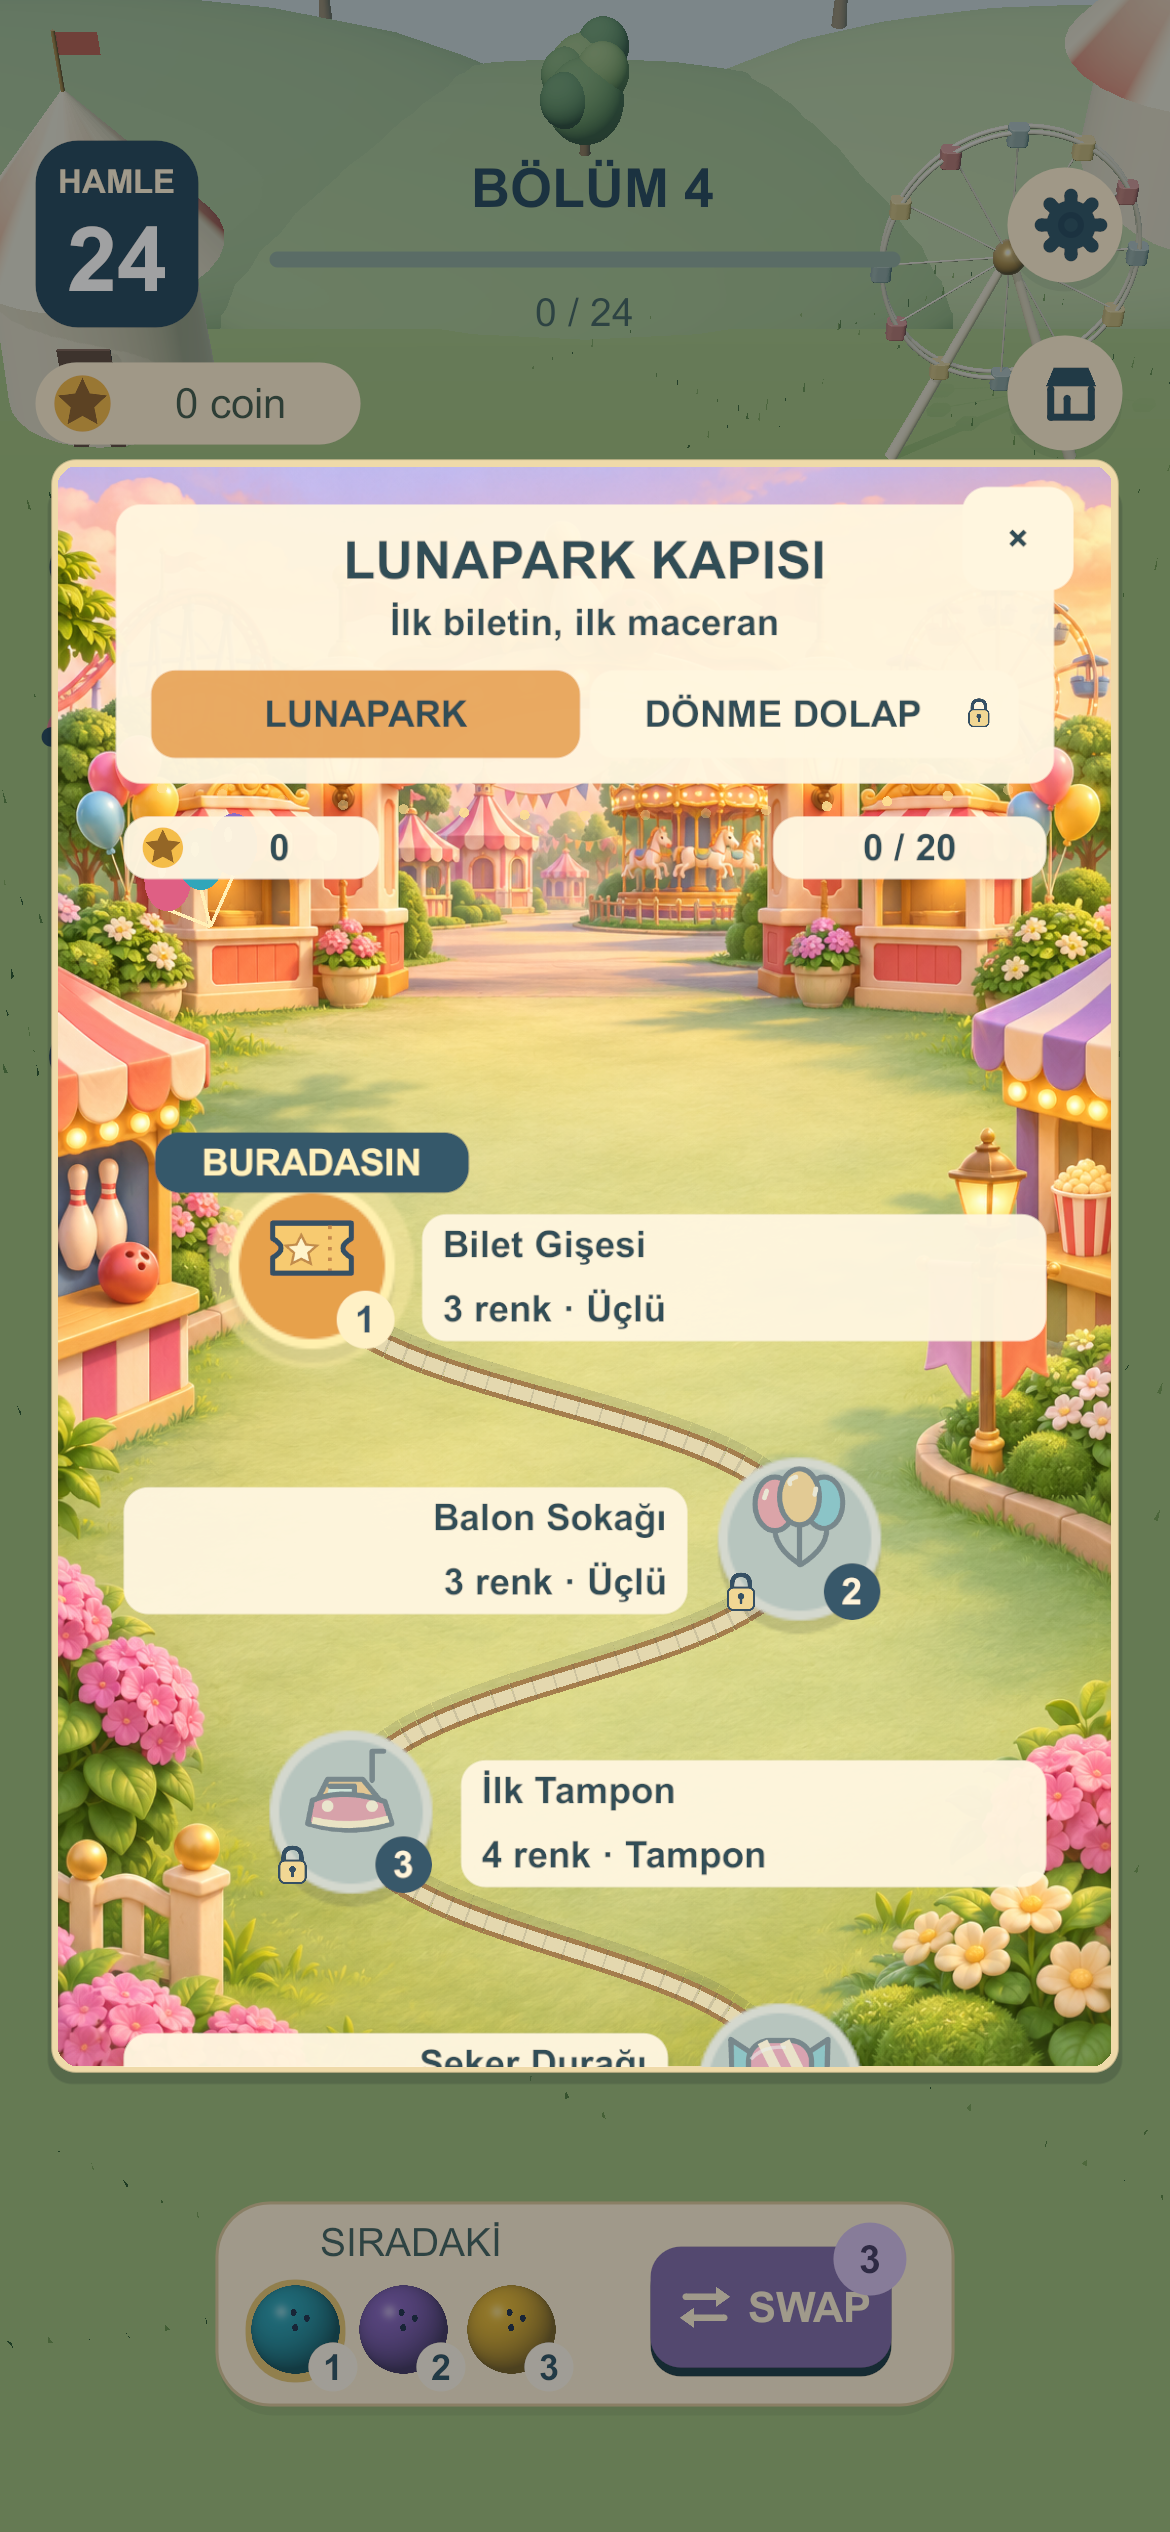 HAMLE
24
BÖLÜM 4
0 / 24
0 coin
LUNAPARK KAPISI
×
İlk biletin, ilk maceran
LUNAPARK
DÖNME DOLAP
0
0 / 20
BURADASIN
Bilet Gişesi
3 renk · Üçlü
1
Balon Sokağı
3 renk · Üçlü
2
İlk Tampon
4 renk · Tampon
3
Şeker Durağı
SIRADAKİ
3
SWAP
1
2
3